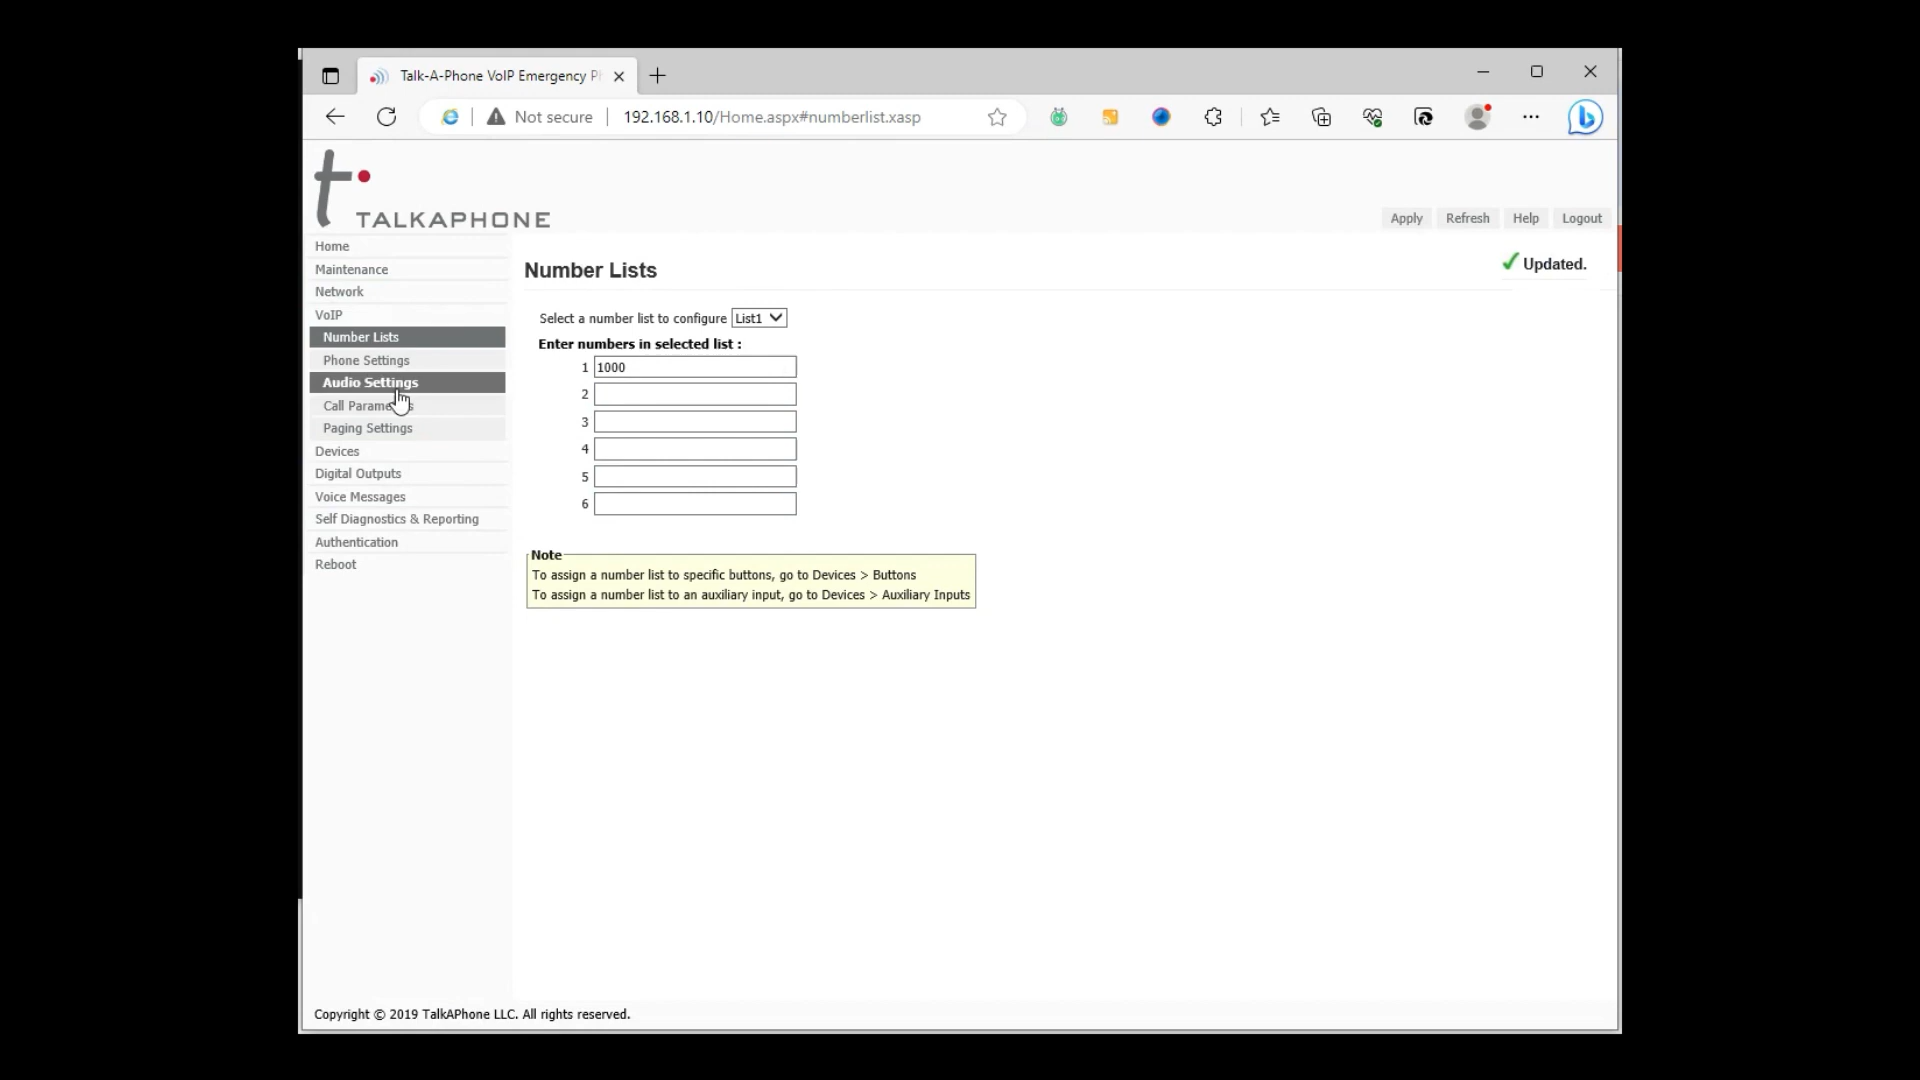 Talk-A-Phone VoIP Emergency P
Not secure
192.168.1.10/Home.aspx#numberlist.xasp
TALKAPHONE
Apply
Refresh
Help
Logout
Home
Maintenance
Network
VoIP
Number Lists
Phone Settings
Audio Settings
Call Parame s
Paging Settings
Devices
Digital Outputs
Voice Messages
Self Diagnostics & Reporting
Authentication
Reboot
Number Lists
✓ Updated.
Select a number list to configure List1
Enter numbers in selected list :
1 1000
2
3
4
5
6
Note
To assign a number list to specific buttons, go to Devices > Buttons
To assign a number list to an auxiliary input, go to Devices > Auxiliary Inputs
Copyright © 2019 TalkAPhone LLC. All rights reserved.